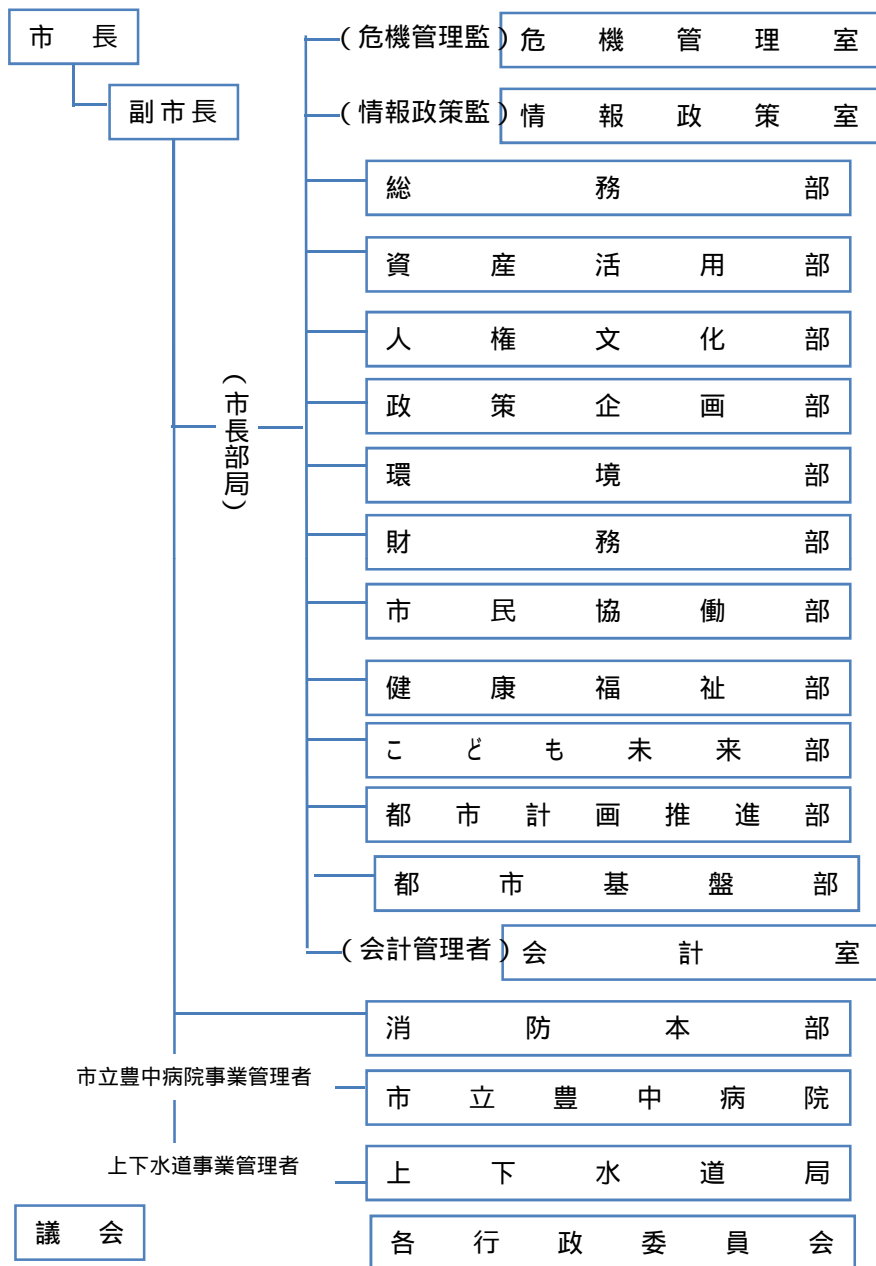 市長
副市長
(危機管理監)危機管理室
(情報政策監)情報政策室
総務部
資産活用部
人権文化部
(市長部局)
政策企画部
環境部
財務部
市民協働部
健康福祉部
こども未来部
都市計画推進部
都市基盤部
(会計管理者)会計室
消防本部
市立豊中病院事業管理者
市立豊中病院
上下水道事業管理者
上下水道局
議会
各行政委員会